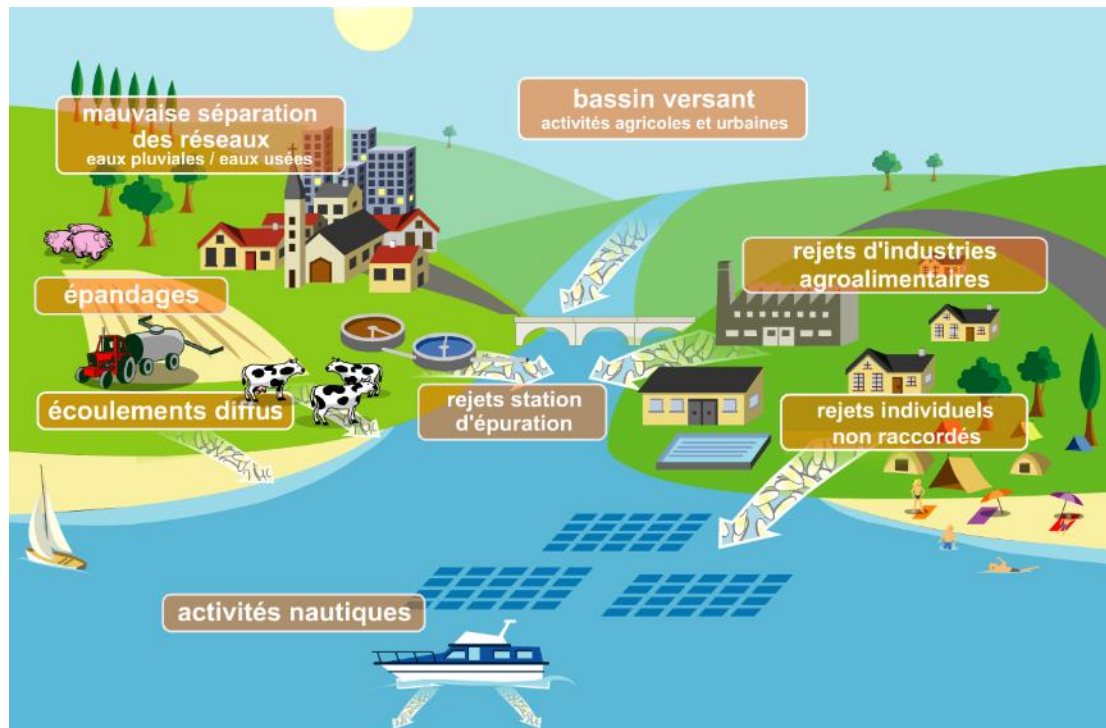 mauvaise séparation
des réseaux
eaux pluviales / eaux usées
bassin versant
activités agricoles et urbaines
rejets d'industries
agroalimentaires
épandages
écoulements diffus
rejets station
d'épuration
rejets individuels
non raccordés
activités nautiques